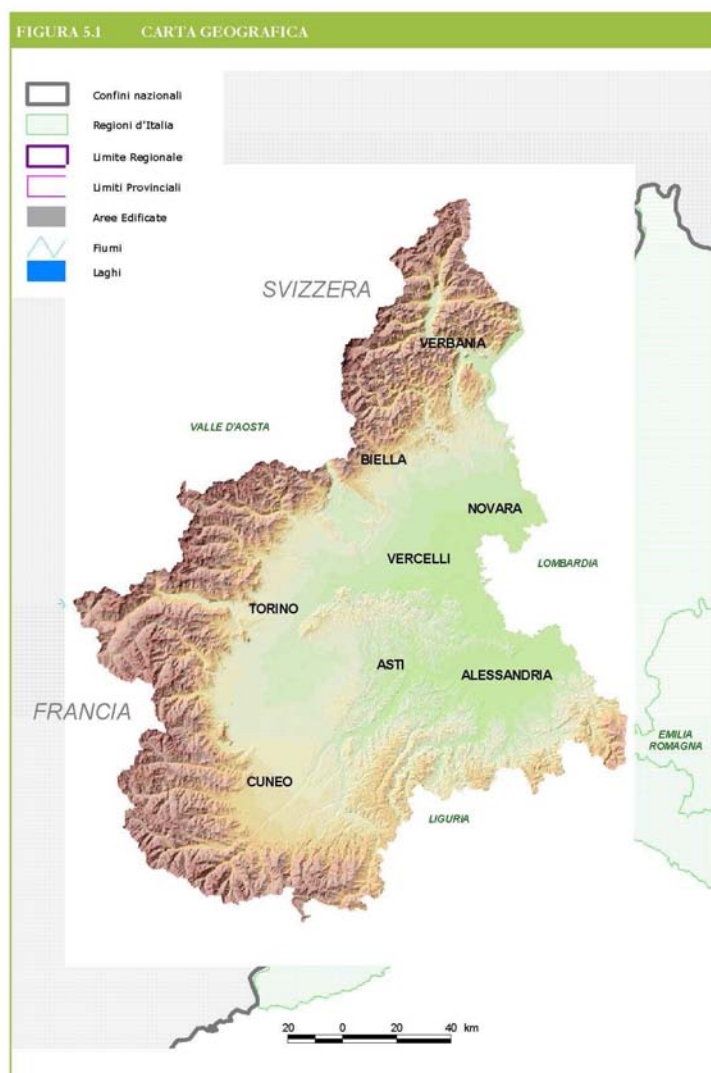 FIGURA 5.1 CARTA GEOGRAFICA
Confini nazionali
Regioni d'Italia
Limite Regionale
Limiti Provinciali
Aree Edificate
Fiumi
Laghi
SVIZZERA
VERBANIA
VALLE D'AOSTA
BIELLA
NOVARA
VERCELLI
LOMBARDIA
TORINO
ASTI
ALESSANDRIA
FRANCIA
EMILIA
ROMAGNA
CUNEO
LIGURIA
20 0 20 40 km